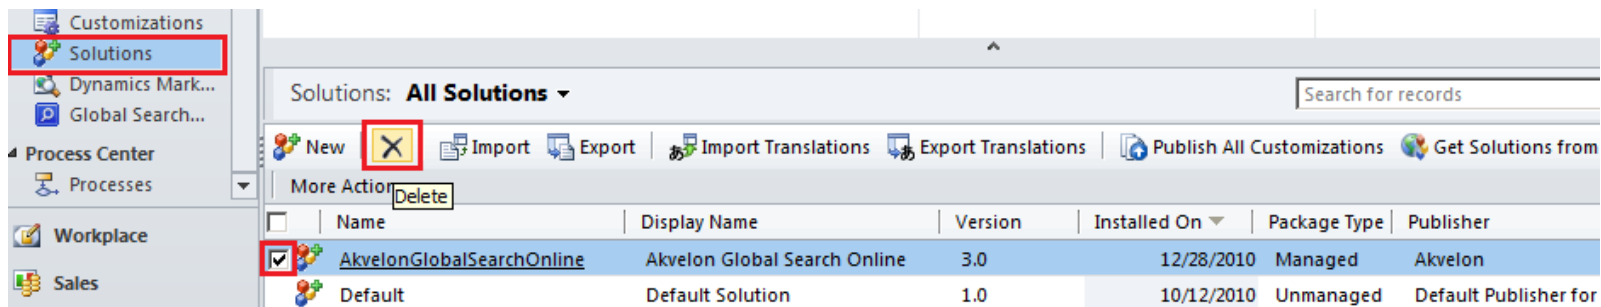 Customizations
Solutions
Dynamics Mark...
Global Search...
Process Center
Processes
Workplace
Sales
Solutions: All Solutions
Search for records
New Import Export Import Translations Export Translations Publish All Customizations Get Solutions from
More Action
Delete
Name Display Name Version Installed On Package Type Publisher
AkvelonGlobalSearchOnline Akvelon Global Search Online 3.0 12/28/2010 Managed Akvelon
Default Default Solution 1.0 10/12/2010 Unmanaged Default Publisher for